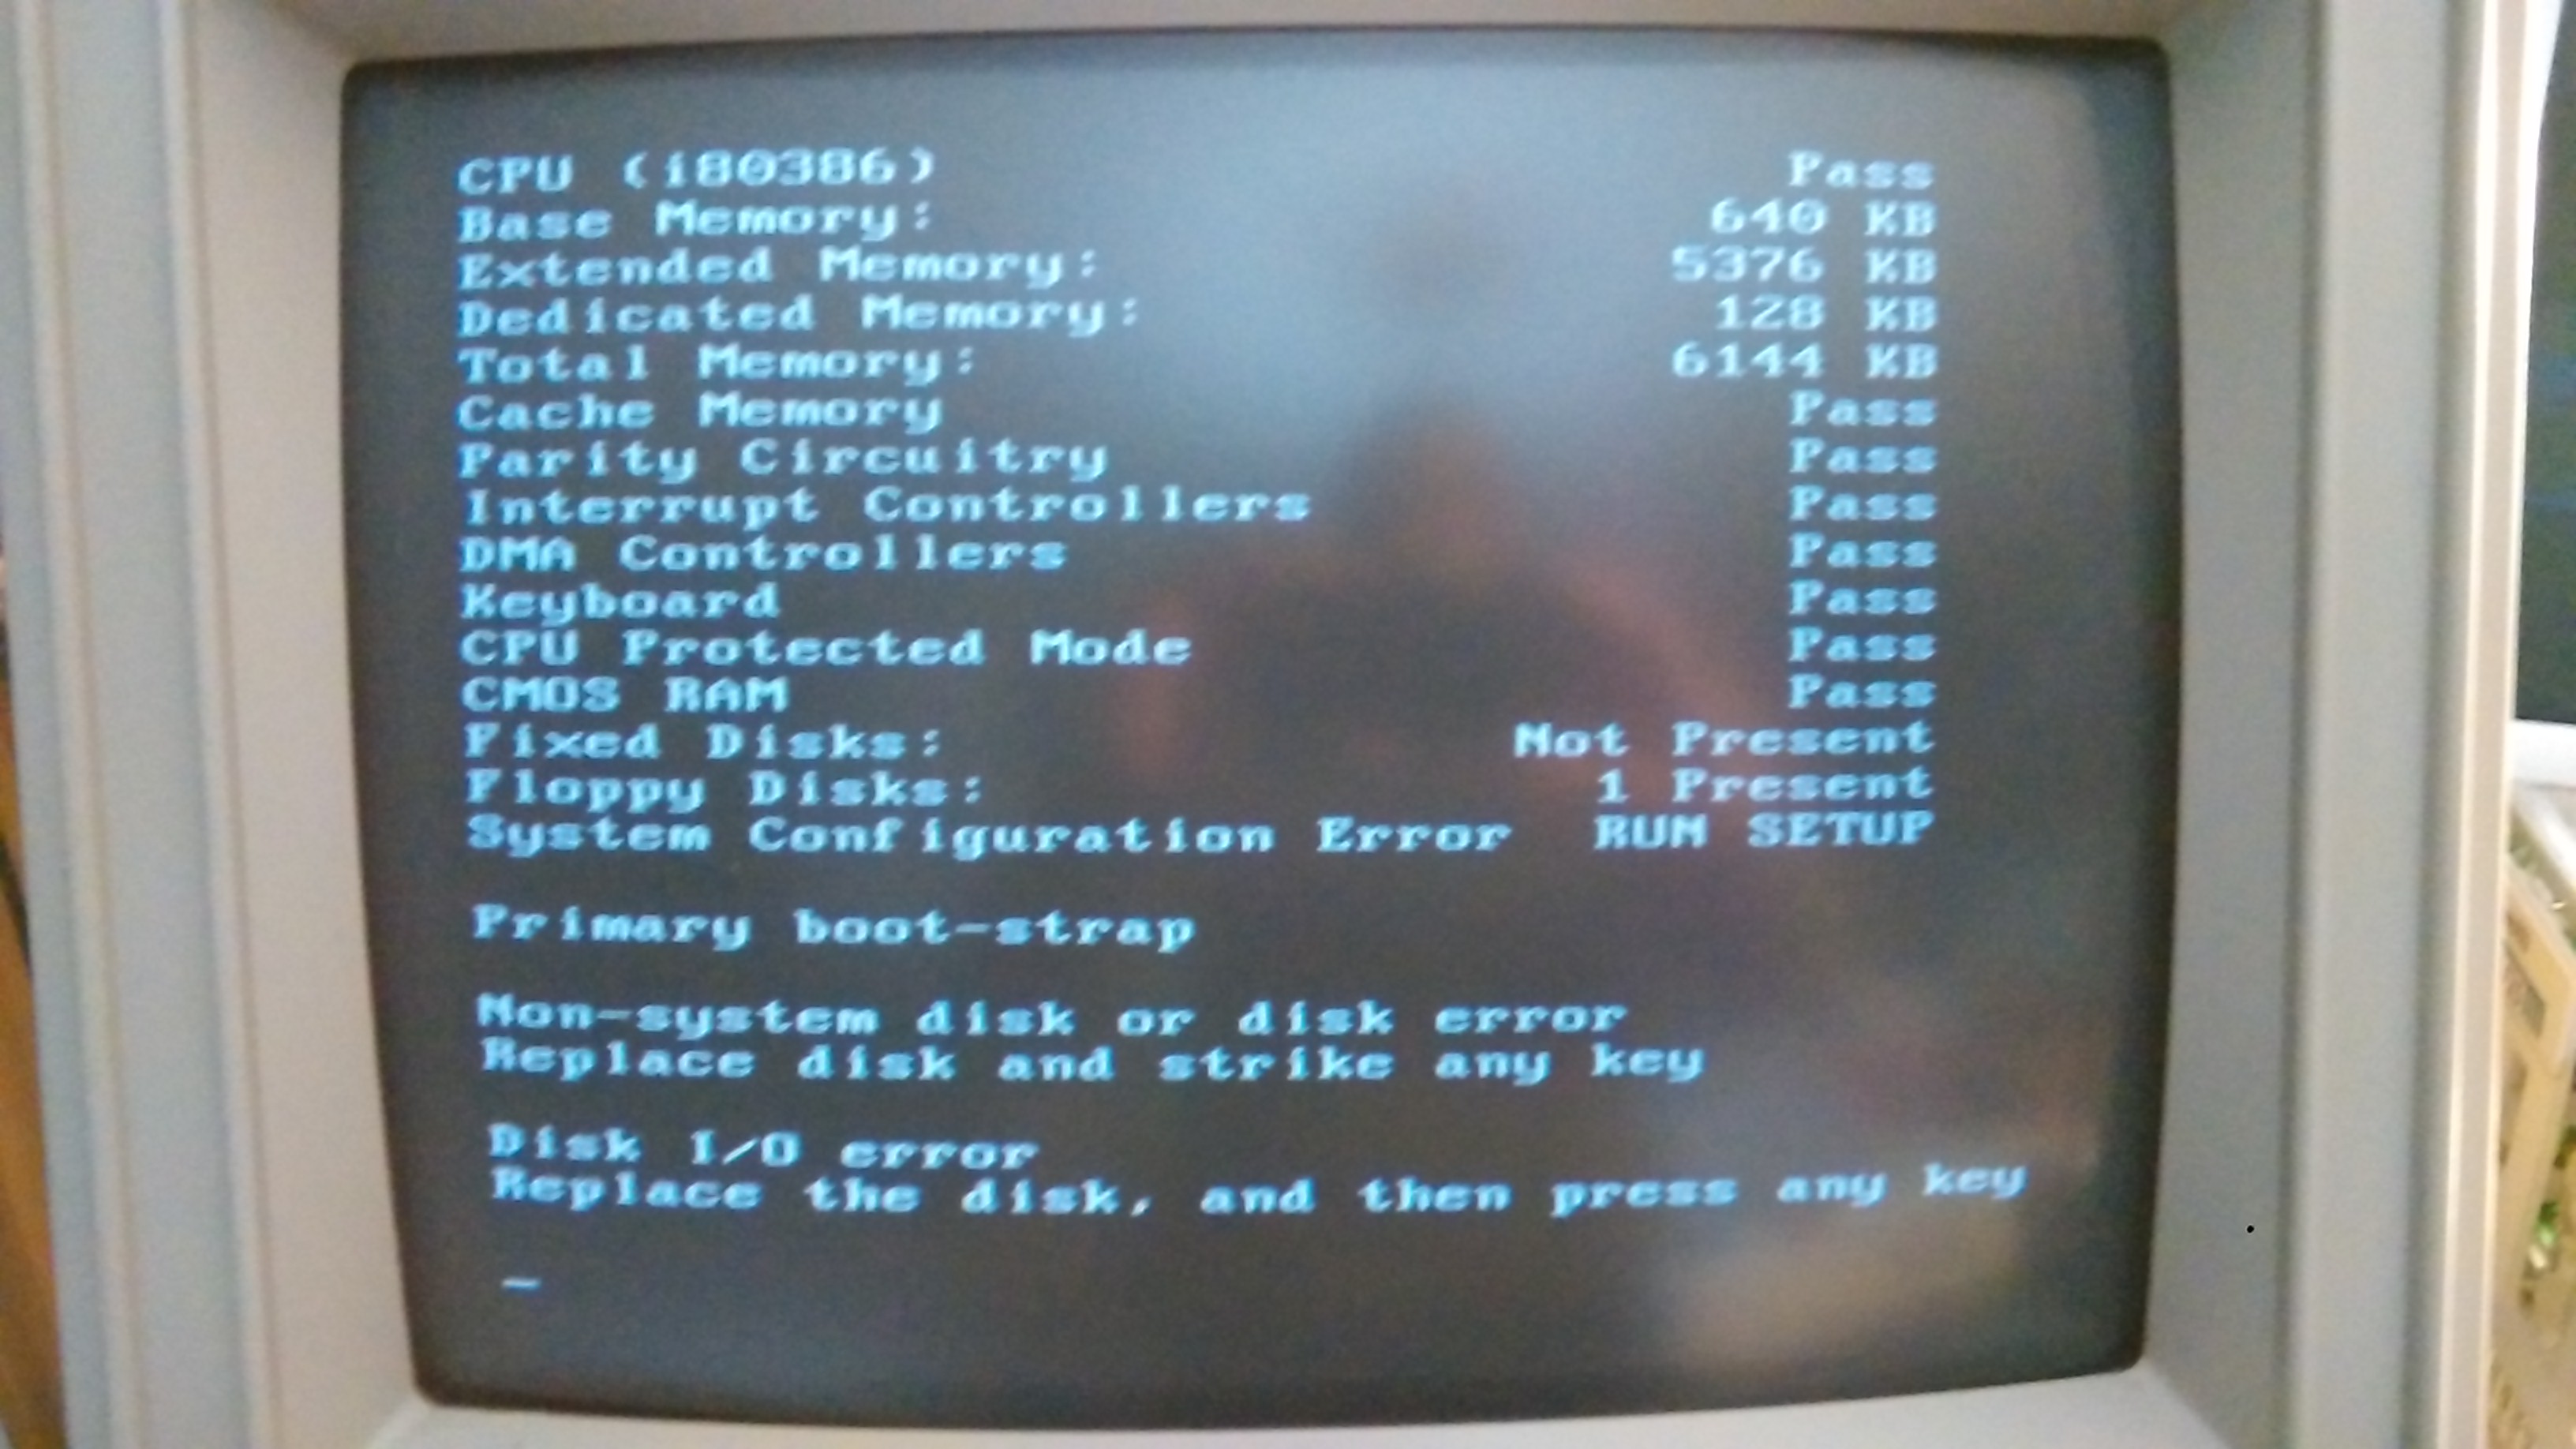 CPU (i80386) Pass
Base Memory: 640 KB
Extended Memory: 5376 KB
Dedicated Memory: 128 KB
Total Memory: 6144 KB
Cache Memory Pass
Parity Circuitry Pass
Interrupt Controllers Pass
DMA Controllers Pass
Keyboard Pass
CPU Protected Mode Pass
CMOS RAM Pass
Fixed Disks: Not Present
Floppy Disks: 1 Present
System Configuration Error RUN SETUP
Primary boot-strap
Non-system disk or disk error
Replace disk and strike any key
Disk I/O error
Replace the disk, and then press any key
_